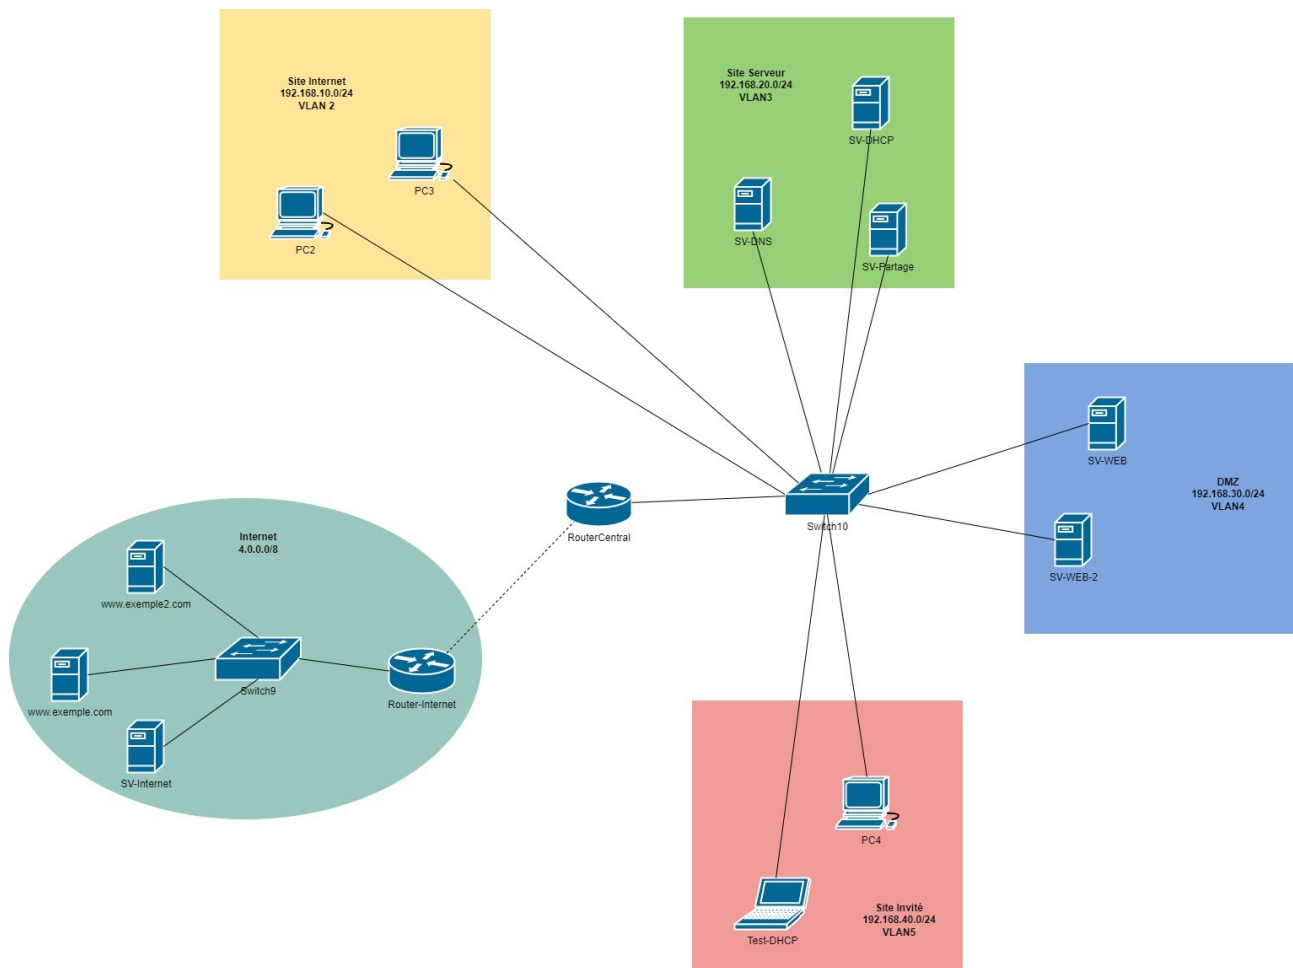 Site Internet
192.168.10.0/24
VLAN 2
PC3
PC2
Site Serveur
192.168.20.0/24
VLAN3
SV-DHCP
SV-DNS
SV-Partage
SV-WEB
DMZ
192.168.30.0/24
VLAN4
SV-WEB-2
Switch10
RouterCentral
Internet
4.0.0.0/8
www.exemple2.com
Switch9
www.exemple.com
Router-Internet
SV-Internet
PC4
Site Invité
192.168.40.0/24
VLAN5
Test-DHCP